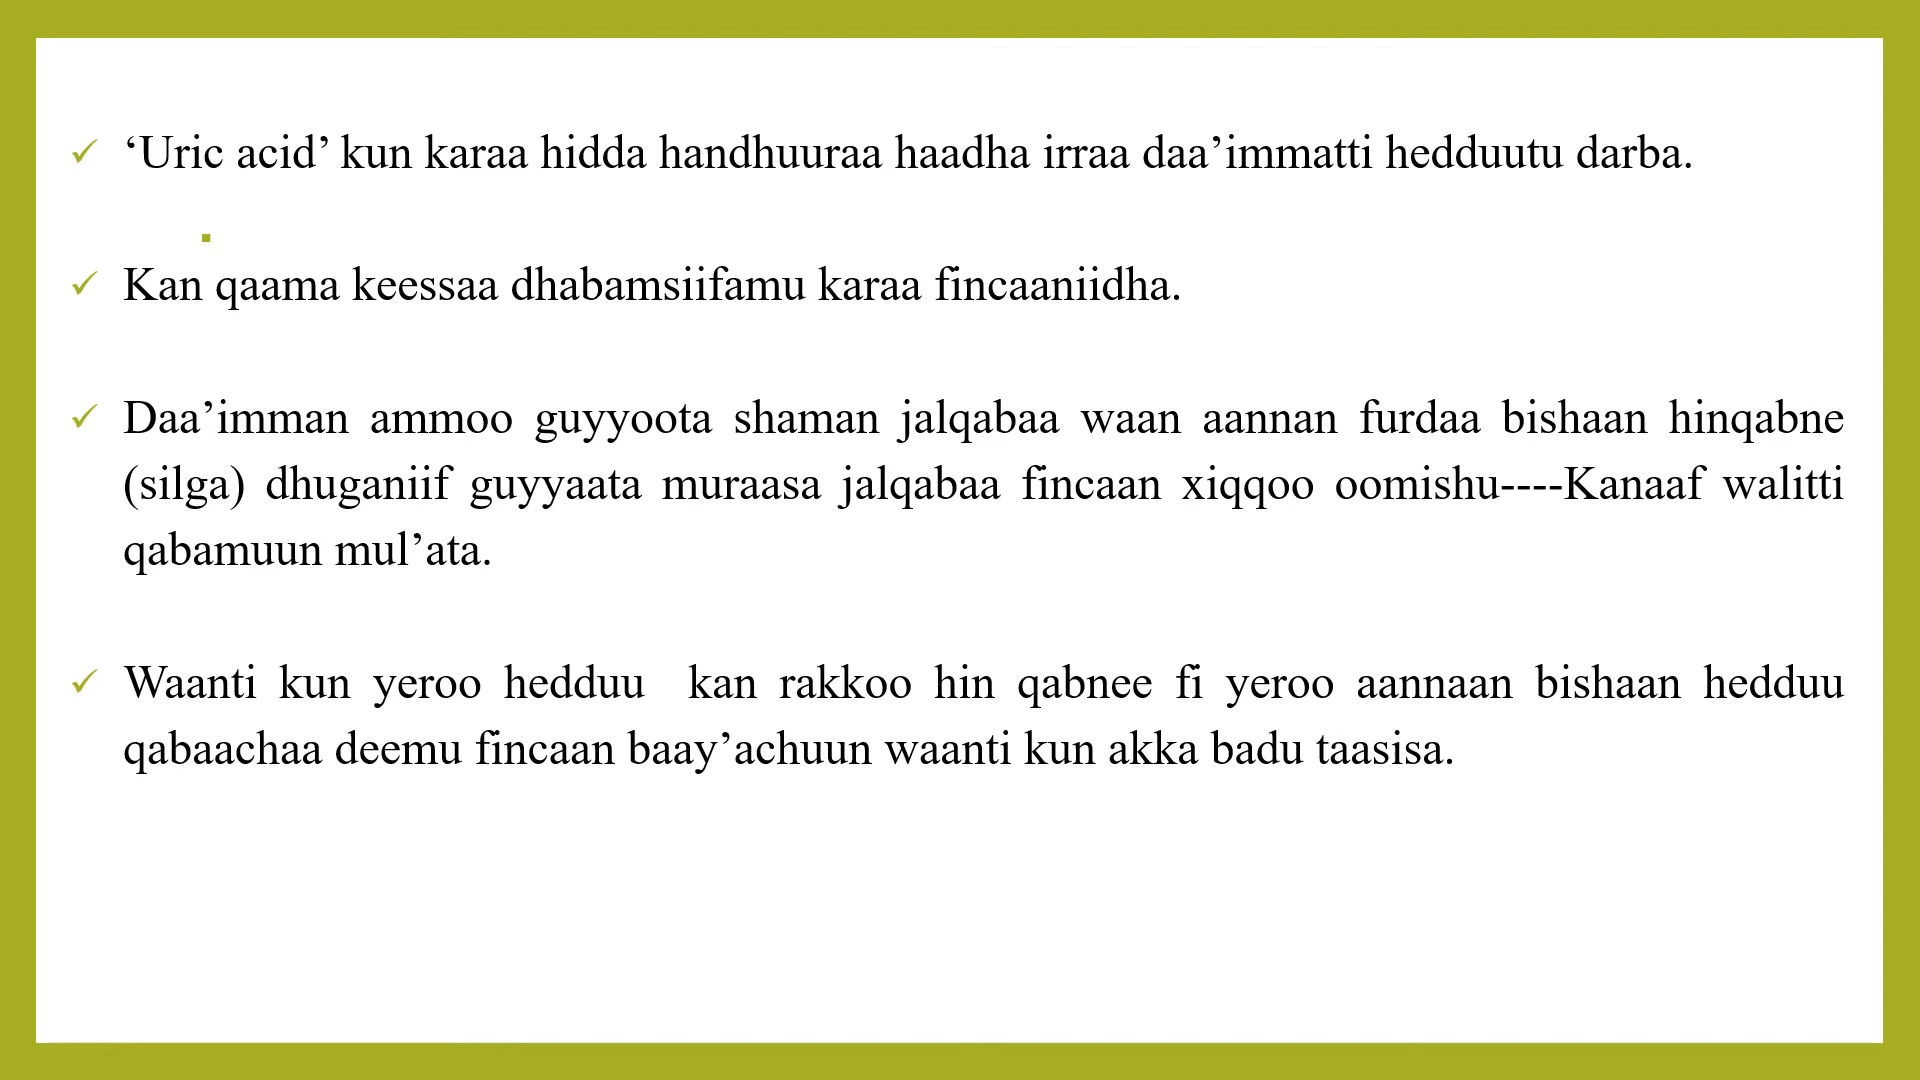 ‘Uric acid’ kun karaa hidda handhuuraa haadha irraa daa’immatti hedduutu darba.
Kan qaama keessaa dhabamsiifamu karaa fincaaniidha.
Daa’imman ammoo guyyoota shaman jalqabaa waan aannan furdaa bishaan hinqabne
(silga) dhuganiif guyyaata muraasa jalqabaa fincaan xiqqoo oomishu----Kanaaf walitti
qabamuun mul’ata.
Waanti kun yeroo hedduu kan rakkoo hin qabnee fi yeroo aannaan bishaan hedduu
qabaachaa deemu fincaan baay’achuun waanti kun akka badu taasisa.